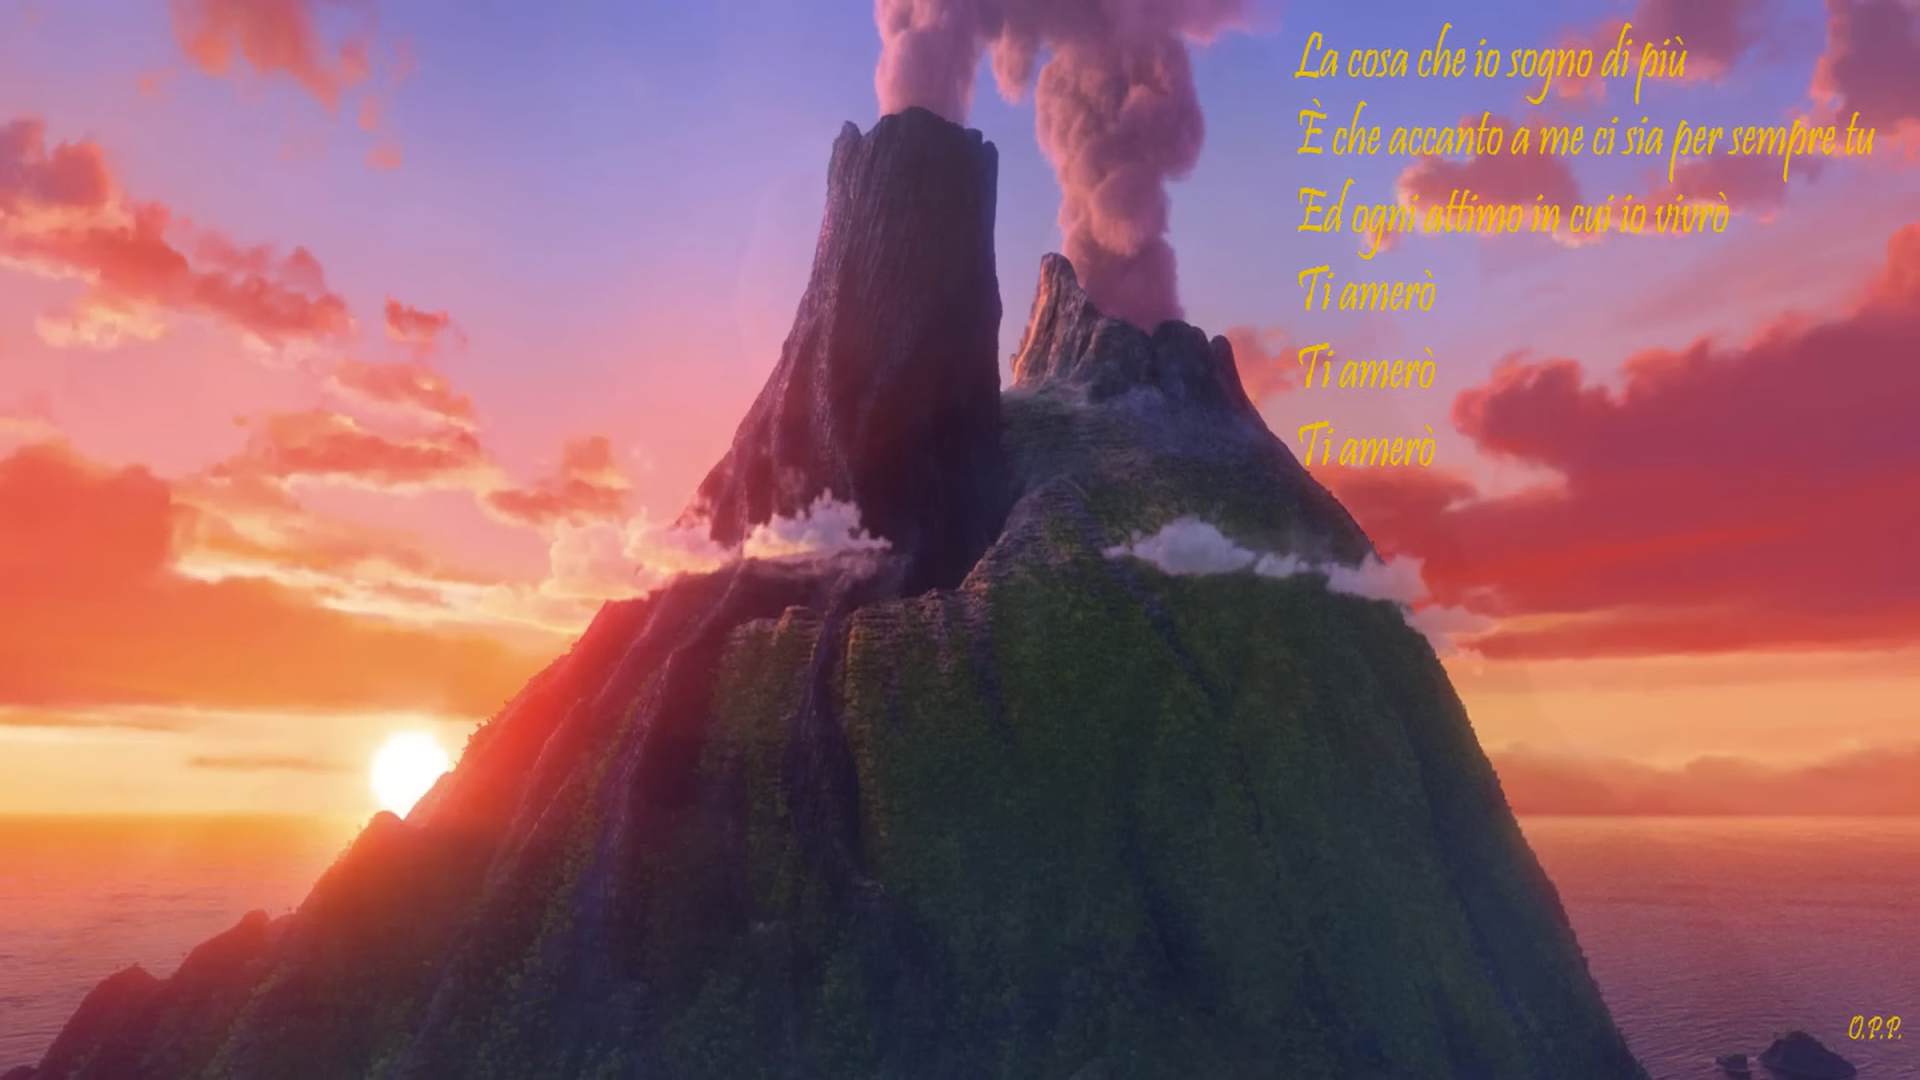 La cosa che io sogno di più
È che accanto a me ci sia per sempre tu
Ed ogni attimo in cui io vivrò
Ti amerò
Ti amerò
Ti amerò
O.P.P.